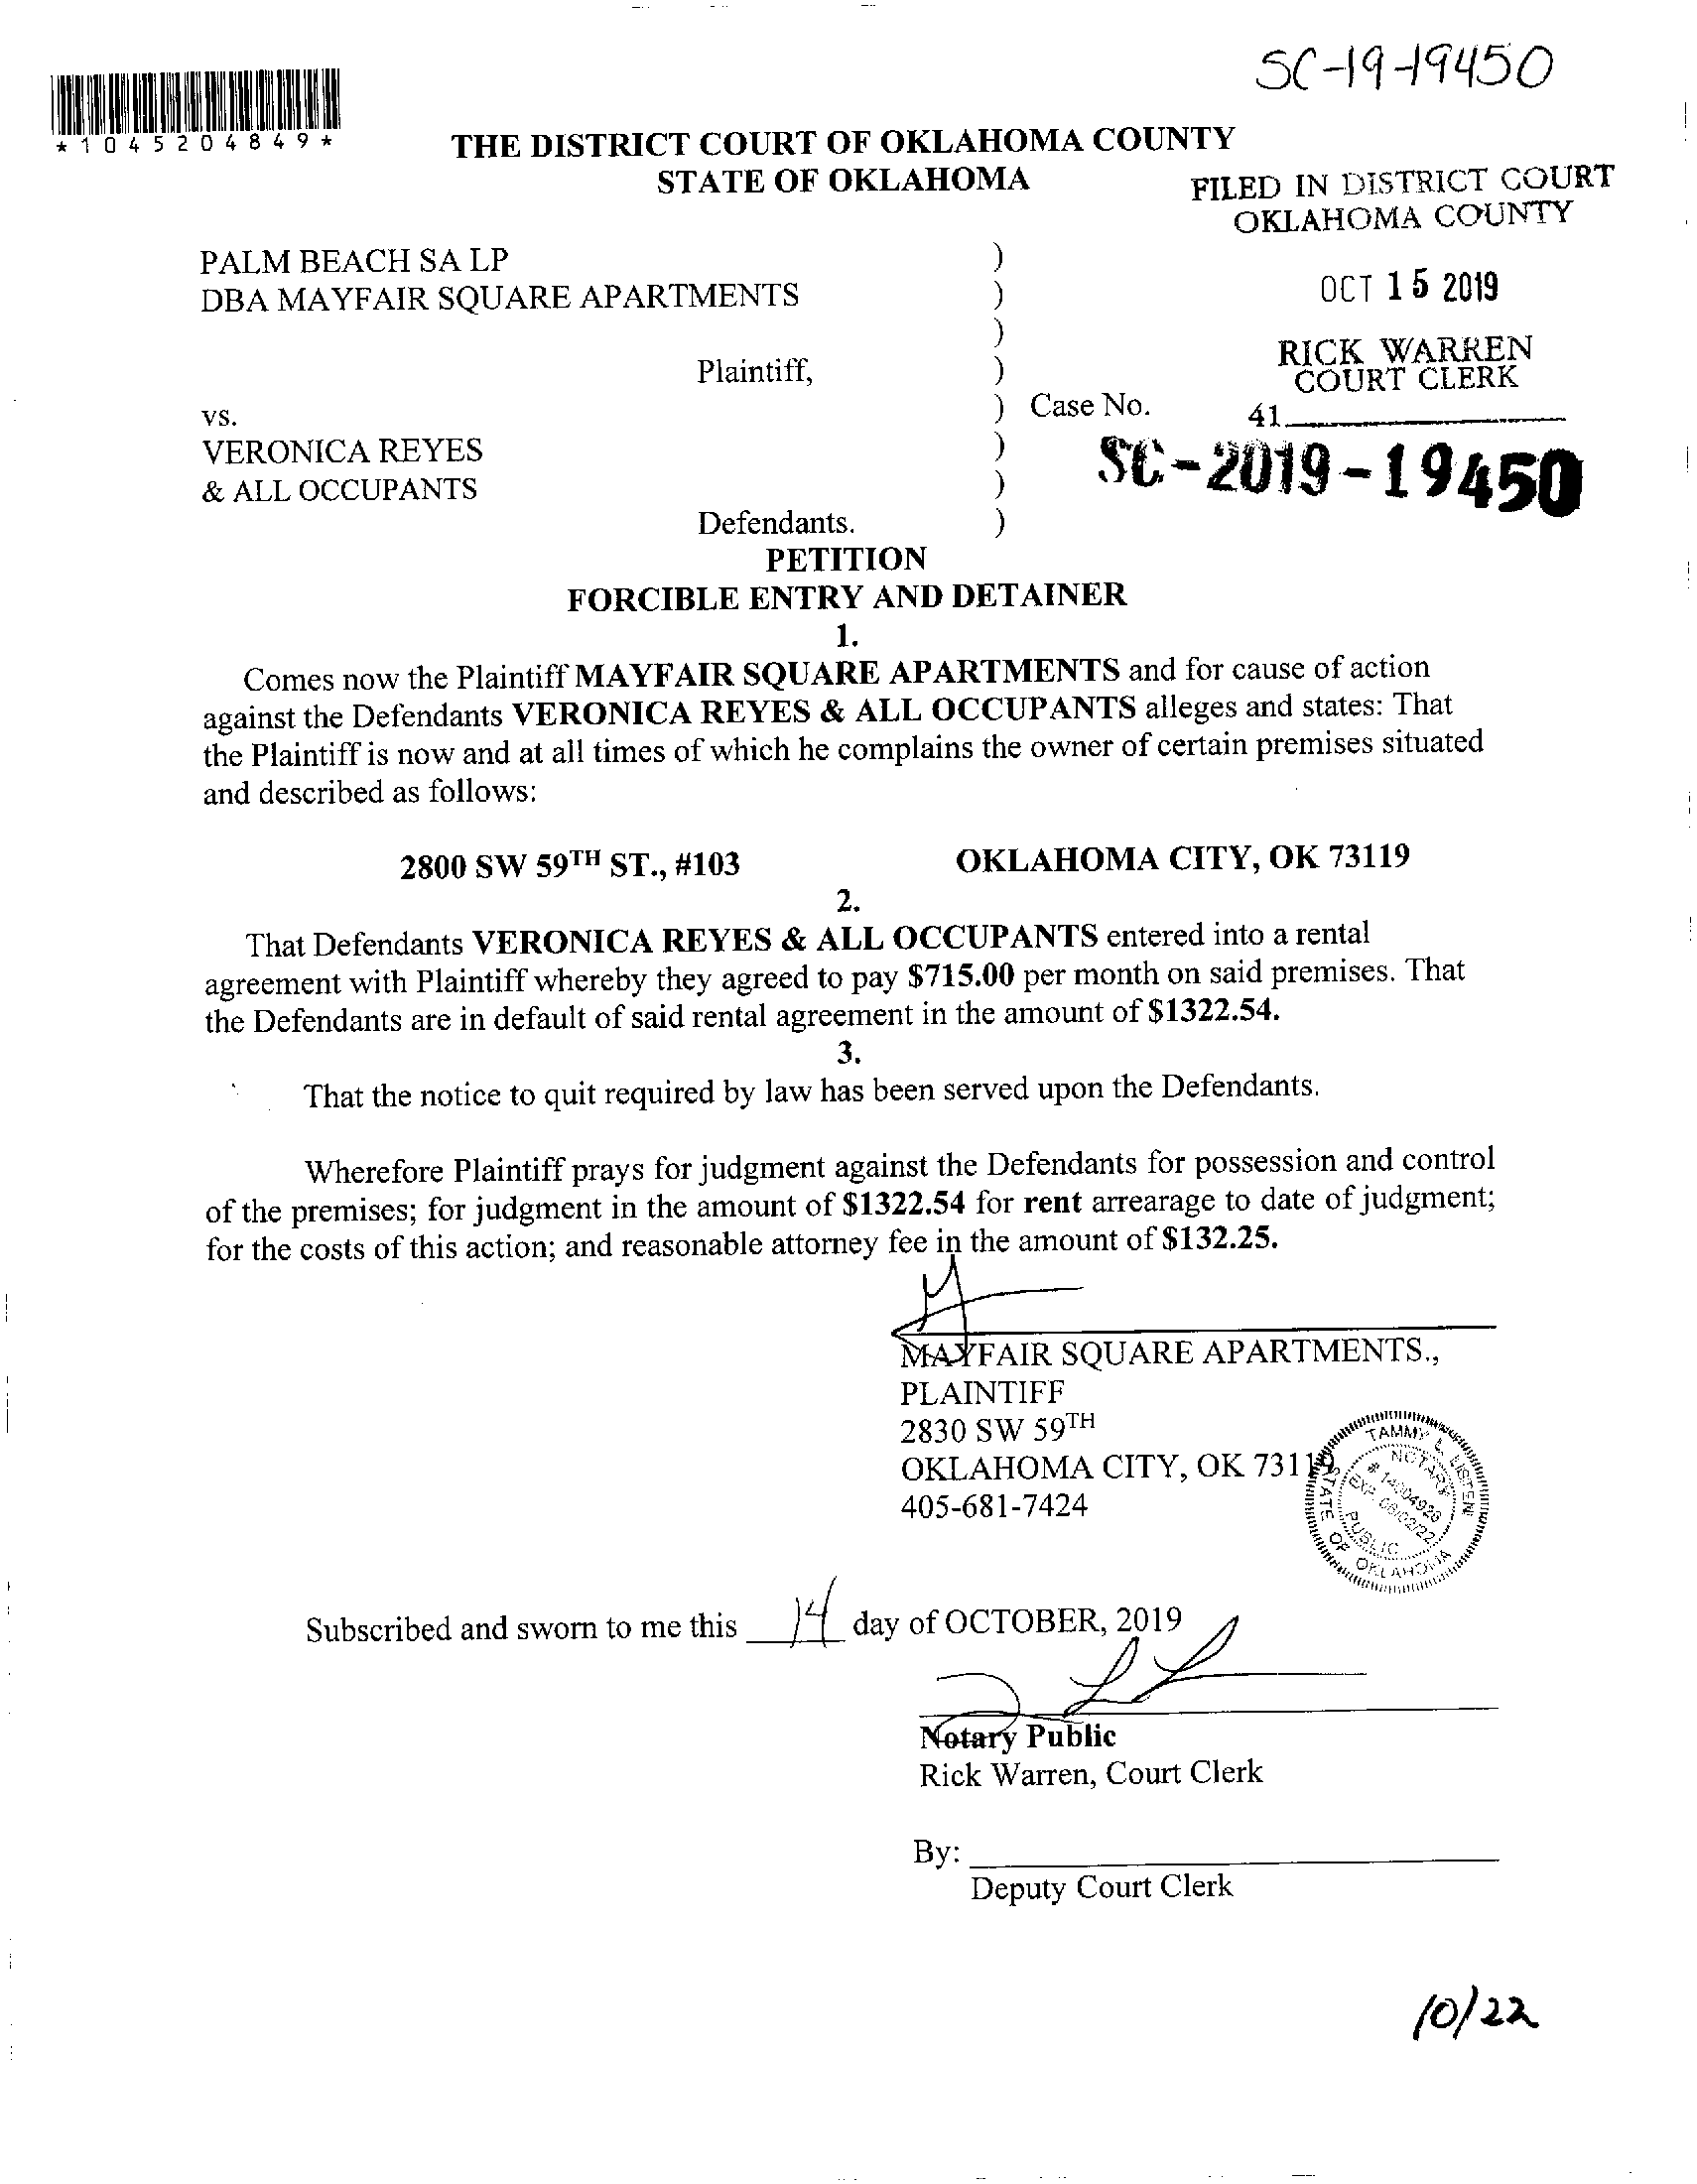 SC-19-19450
*1045204849*
THE DISTRICT COURT OF OKLAHOMA COUNTY
STATE OF OKLAHOMA
FILED IN DISTRICT COURT
OKLAHOMA COUNTY
PALM BEACH SA LP )
DBA MAYFAIR SQUARE APARTMENTS )
OCT 15 2019
)
Plaintiff, )
RICK WARREN
COURT CLERK
vs. ) Case No.
41
VERONICA REYES )
SC-2019-19450
& ALL OCCUPANTS )
Defendants. )
PETITION
FORCIBLE ENTRY AND DETAINER
1.
Comes now the Plaintiff MAYFAIR SQUARE APARTMENTS and for cause of action
against the Defendants VERONICA REYES & ALL OCCUPANTS alleges and states: That
the Plaintiff is now and at all times of which he complains the owner of certain premises situated
and described as follows:
2800 SW 59TH ST., #103 OKLAHOMA CITY, OK 73119
2.
That Defendants VERONICA REYES & ALL OCCUPANTS entered into a rental
agreement with Plaintiff whereby they agreed to pay $715.00 per month on said premises. That
the Defendants are in default of said rental agreement in the amount of $1322.54.
3.
That the notice to quit required by law has been served upon the Defendants.
Wherefore Plaintiff prays for judgment against the Defendants for possession and control
of the premises; for judgment in the amount of $1322.54 for rent arrearage to date of judgment;
for the costs of this action; and reasonable attorney fee in the amount of $132.25.
MAYFAIR SQUARE APARTMENTS.,
PLAINTIFF
2830 SW 59TH
OKLAHOMA CITY, OK 73119
405-681-7424
TAMMY L LISTEN
NOTARY
# 14004928
EXP. 06/02/22
PUBLIC
STATE OF OKLAHOMA
Subscribed and sworn to me this 14 day of OCTOBER, 2019
Notary Public
Rick Warren, Court Clerk
By:
Deputy Court Clerk
10/22